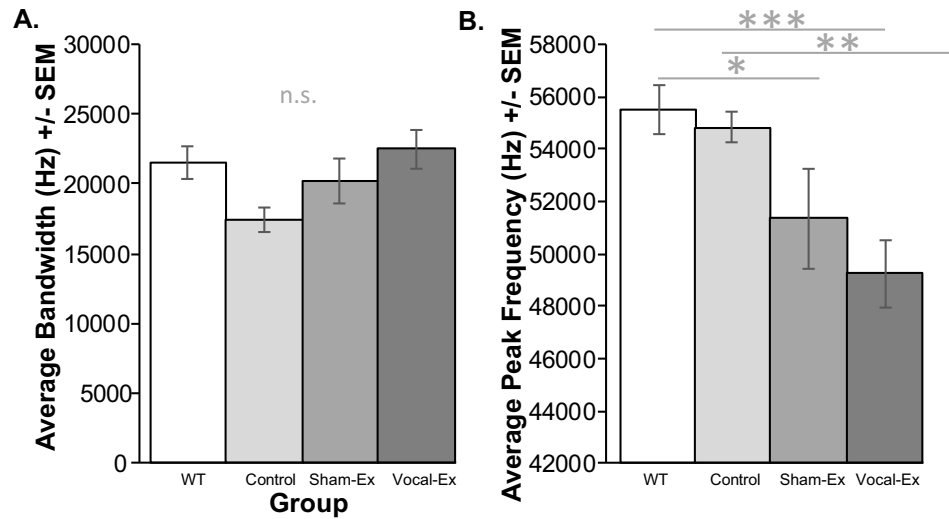 A.
Average Bandwidth (Hz) +/- SEM
30000
25000
20000
15000
10000
5000
0
n.s.
WT Control Sham-Ex Vocal-Ex
Group
B.
Average Peak Frequency (Hz) +/- SEM
58000
56000
54000
52000
50000
48000
46000
44000
42000
***
**
*
WT Control Sham-Ex Vocal-Ex